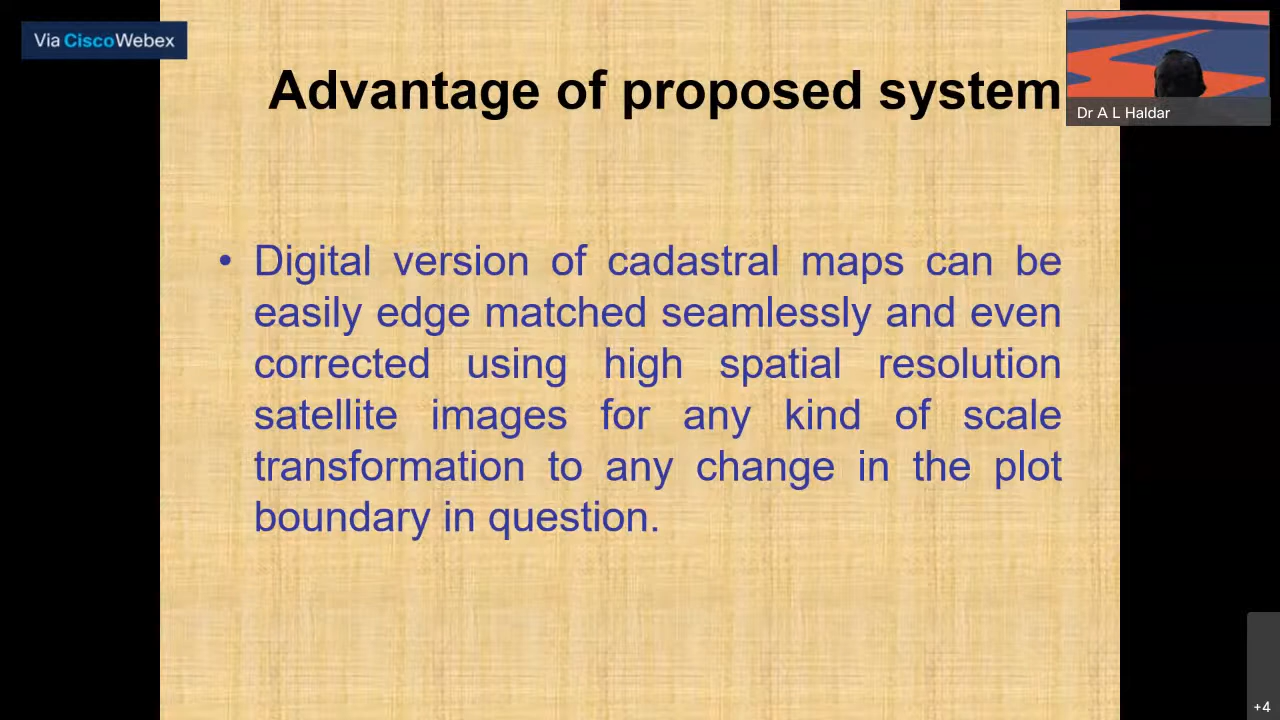 Via CiscoWebex
Advantage of proposed system
Dr A L Haldar
• Digital version of cadastral maps can be
easily edge matched seamlessly and even
corrected using high spatial resolution
satellite images for any kind of scale
transformation to any change in the plot
boundary in question.
+4